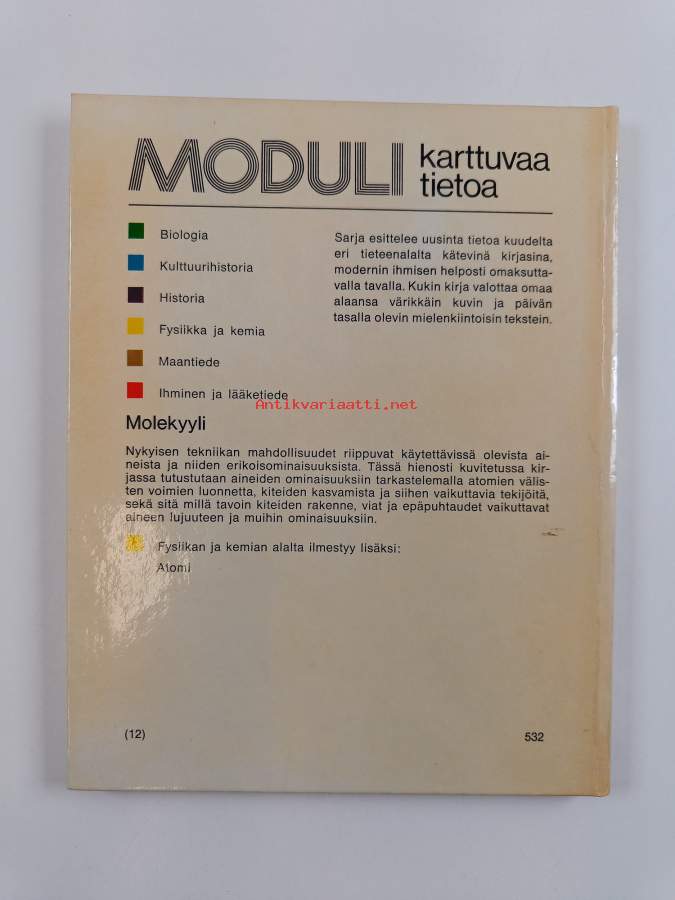 MODULI karttuvaa
tietoa
Biologia
Kulttuurihistoria
Historia
Fysiikka ja kemia
Maantiede
Ihminen ja lääketiede
Sarja esittelee uusinta tietoa kuudelta
eri tieteenalalta kätevinä kirjasina,
modernin ihmisen helposti omaksutta-
valla tavalla. Kukin kirja valottaa omaa
alaansa värikkäin kuvin ja päivän
tasalla olevin mielenkiintoisin tekstein.
Antikvariaatti.net
Molekyyli
Nykyisen tekniikan mahdollisuudet riippuvat käytettävissä olevista ai-
neista ja niiden erikoisominaisuuksista. Tässä hienosti kuvitetussa kir-
jassa tutustutaan aineiden ominaisuuksiin tarkastelemalla atomien välis-
ten voimien luonnetta, kiteiden kasvamista ja siihen vaikuttavia tekijöitä,
sekä sitä millä tavoin kiteiden rakenne, viat ja epäpuhtaudet vaikuttavat
aineen lujuuteen ja muihin ominaisuuksiin.
Fysiikan ja kemian alalta ilmestyy lisäksi:
Atomi
(12)
532